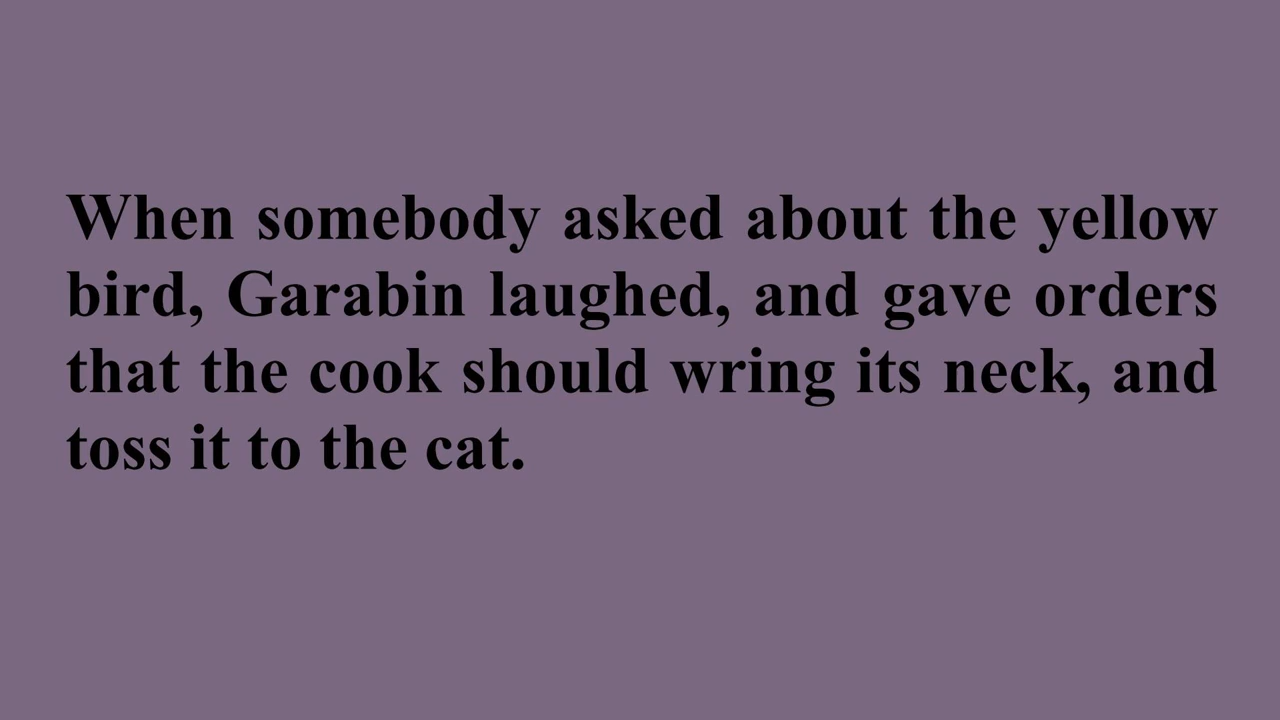 When somebody asked about the yellow
bird, Garabin laughed, and gave orders
that the cook should wring its neck, and
toss it to the cat.